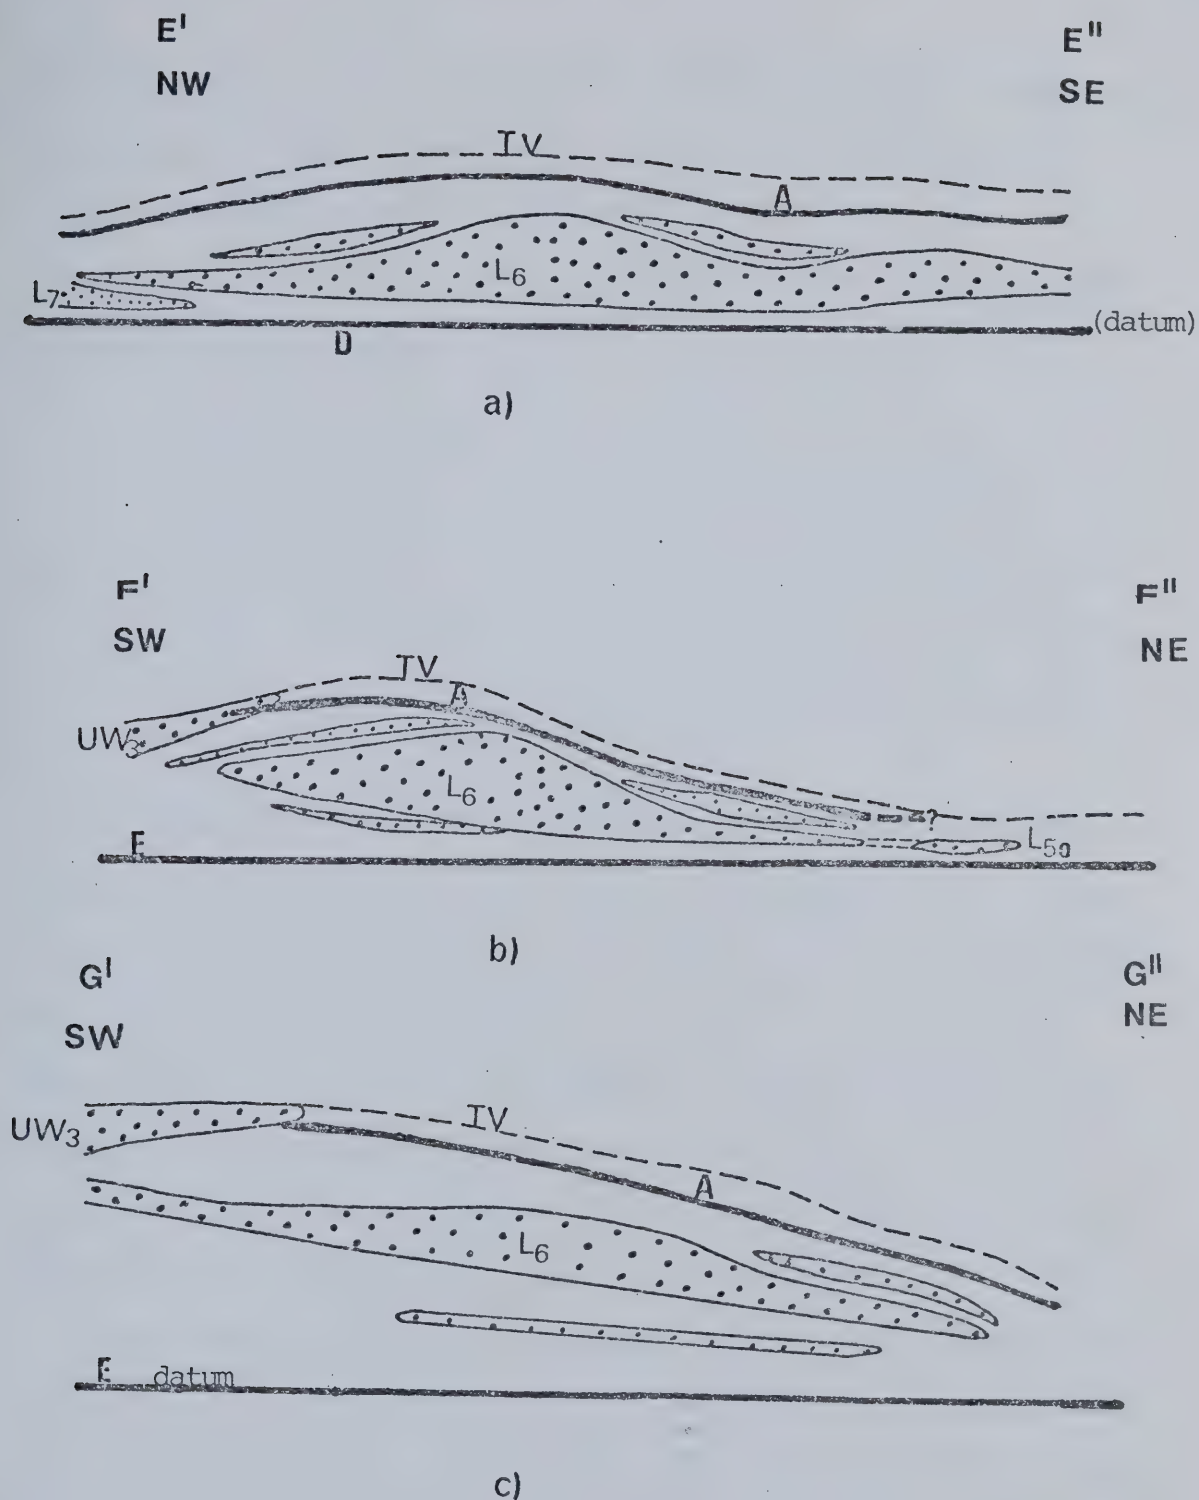 E' E"
NW SE
IV
A
L6
L7
(datum)
D
a)
F' F"
SW NE
IV
A
UW3
L6
?
L5a
E
b)
G' G"
SW NE
IV
UW3
A
L6
E datum
c)